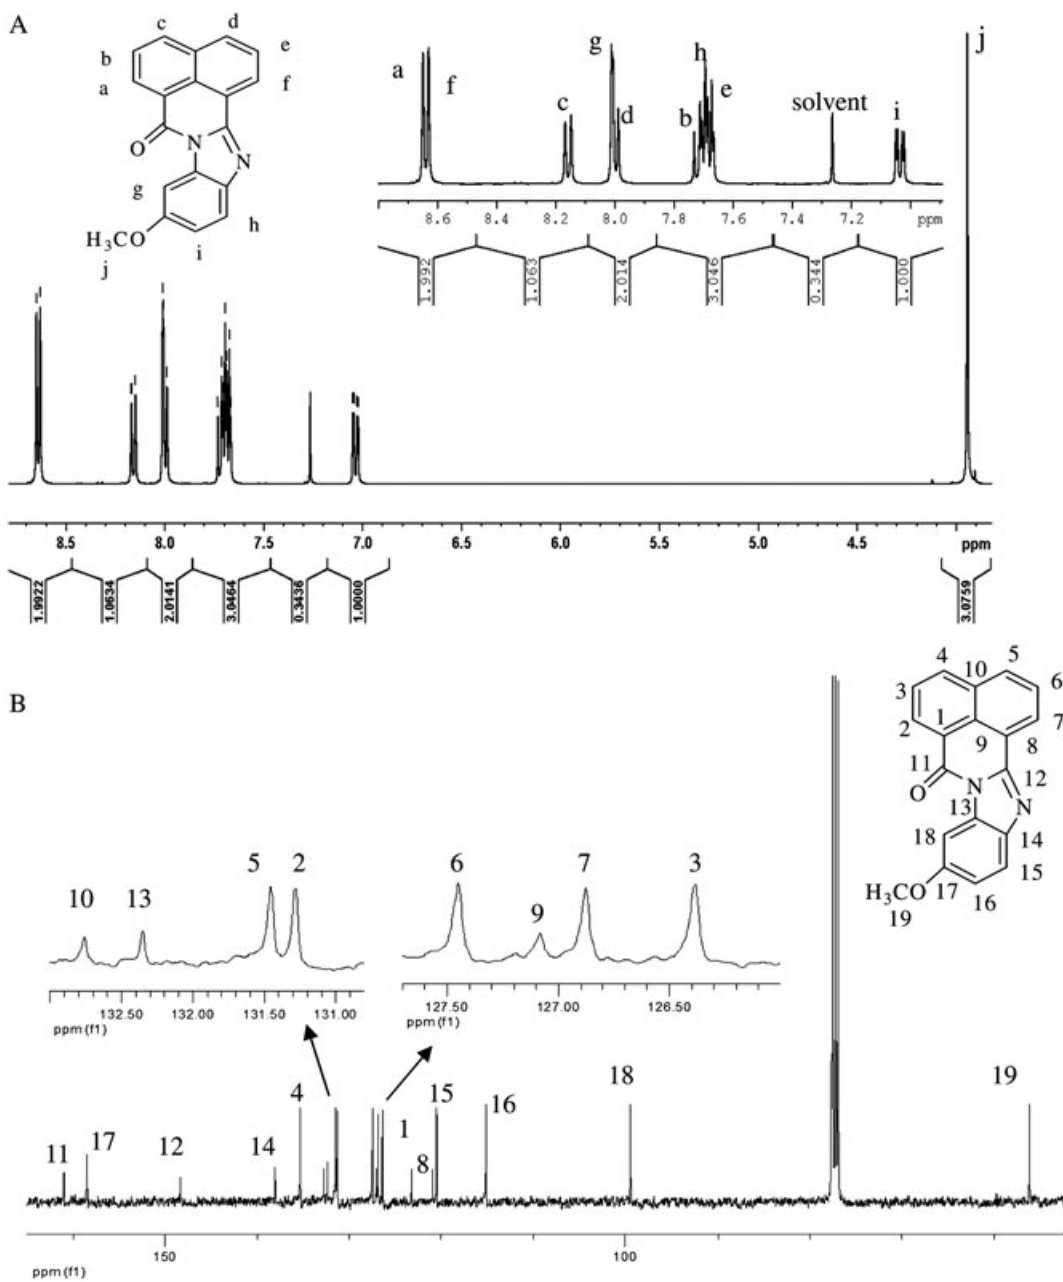 A
c
d
b
e
a
f
O
N
N
g
h
H₃CO
i
j
a
f
c
g
d
b
h
e
solvent
i
j
8.6 8.4 8.2 8.0 7.8 7.6 7.4 7.2 ppm
1.992 1.063 2.014 3.046 0.344 1.000
8.5 8.0 7.5 7.0 6.5 6.0 5.5 5.0 4.5 ppm
1.9922 1.0634 2.0141 3.0464 0.3436 1.0000 3.0759
B
4
10
5
3
6
2
1
9
8
7
11
12
O
N
N
13
18
14
15
H₃CO
17
16
19
10
13
5
2
132.50 132.00 131.50 131.00
ppm (f1)
6
9
7
3
127.50 127.00 126.50
ppm (f1)
11
17
12
14
4
1
8
15
16
18
19
150 100
ppm (f1)